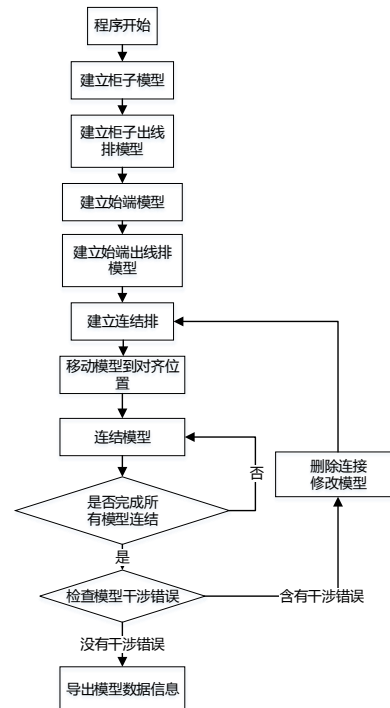 程序开始
建立柜子模型
建立柜子出线
排模型
建立始端模型
建立始端出线排
模型
建立连结排
移动模型到对齐位
置
连结模型
否
删除连接
修改模型
是否完成所
有模型连结
是
检查模型干涉错误
含有干涉错误
没有干涉错误
导出模型数据信息